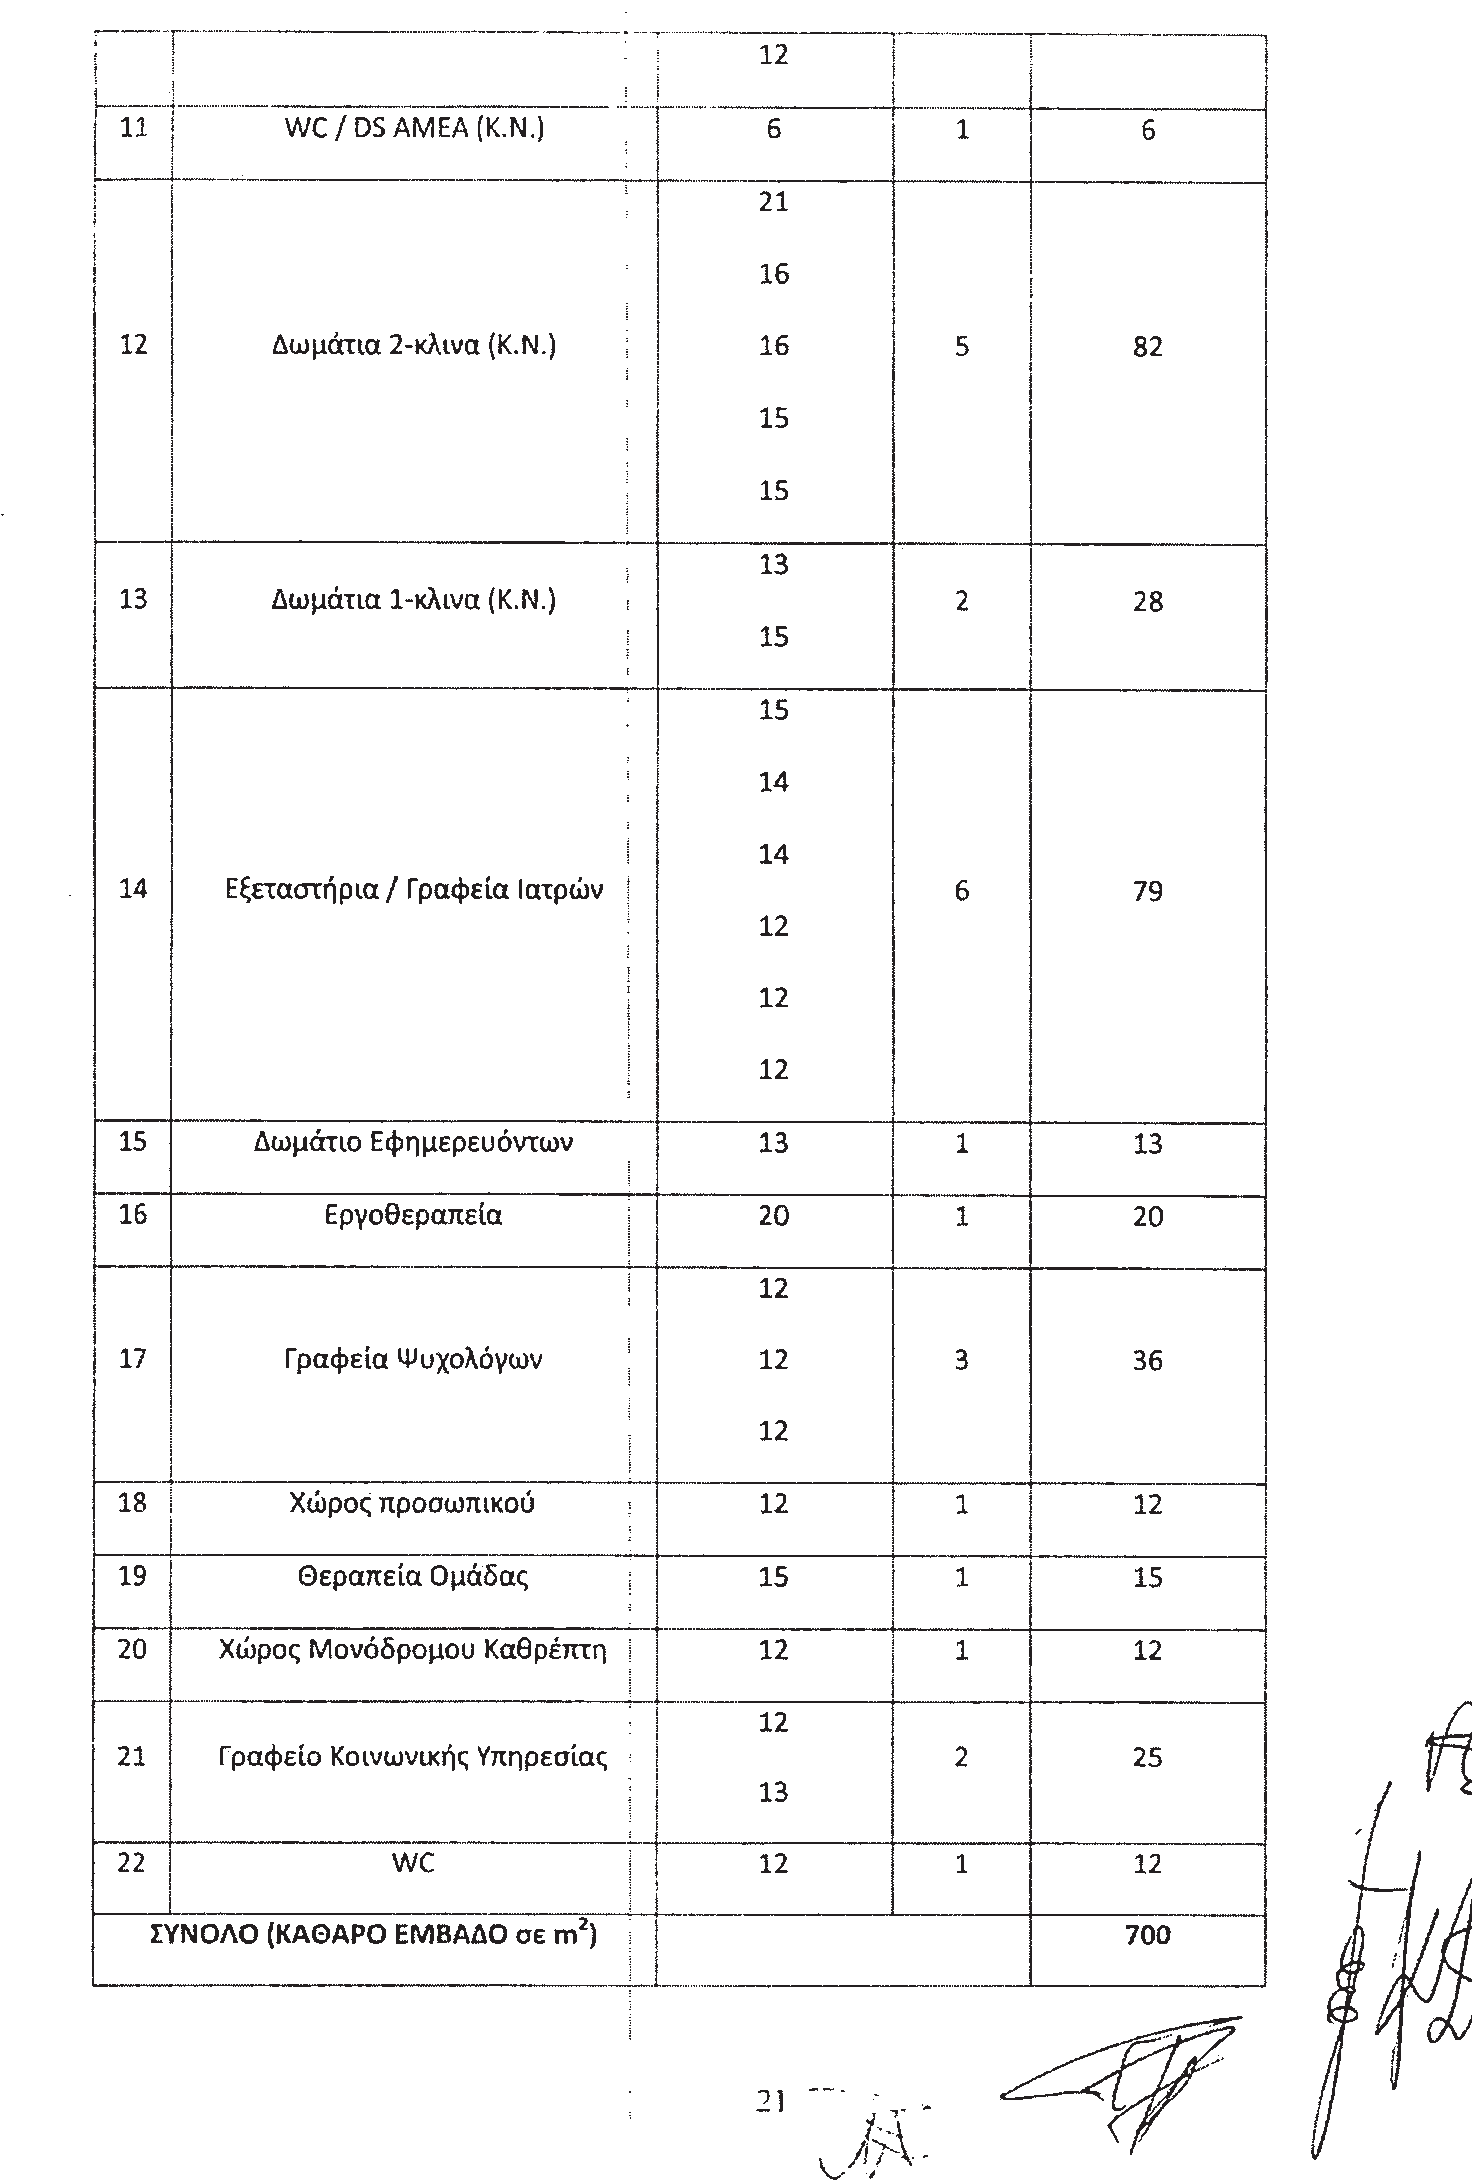 12
11 WC / DS ΑΜΕΑ (Κ.Ν.) 6 1 6
21
16
12 Δωμάτια 2-κλινα (Κ.Ν.) 16 5 82
15
15
13
13 Δωμάτια 1-κλινα (Κ.Ν.) 2 28
15
15
14
14
14 Εξεταστήρια / Γραφεία Ιατρών 6 79
12
12
12
15 Δωμάτιο Εφημερευόντων 13 1 13
16 Εργοθεραπεία 20 1 20
12
17 Γραφεία Ψυχολόγων 12 3 36
12
18 Χώρος προσωπικού 12 1 12
19 Θεραπεία Ομάδας 15 1 15
20 Χώρος Μονόδρομου Καθρέπτη 12 1 12
12
21 Γραφείο Κοινωνικής Υπηρεσίας 2 25
13
22 WC 12 1 12
ΣΥΝΟΛΟ (ΚΑΘΑΡΟ ΕΜΒΑΔΟ σε m²) 700
21